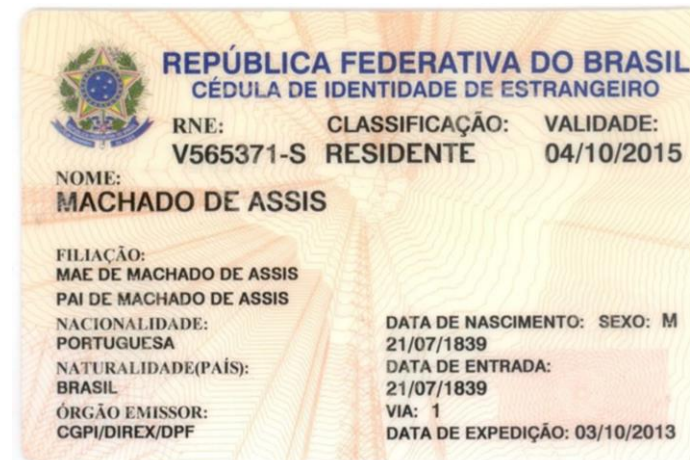 REPÚBLICA FEDERATIVA DO BRASIL
CÉDULA DE IDENTIDADE DE ESTRANGEIRO
RNE: CLASSIFICAÇÃO: VALIDADE:
V565371-S RESIDENTE 04/10/2015
NOME:
MACHADO DE ASSIS
FILIAÇÃO:
MAE DE MACHADO DE ASSIS
PAI DE MACHADO DE ASSIS
NACIONALIDADE:
PORTUGUESA
NATURALIDADE(PAÍS):
BRASIL
ÓRGÃO EMISSOR:
CGPI/DIREX/DPF
DATA DE NASCIMENTO: SEXO: M
21/07/1839
DATA DE ENTRADA:
21/07/1839
VIA: 1
DATA DE EXPEDIÇÃO: 03/10/2013